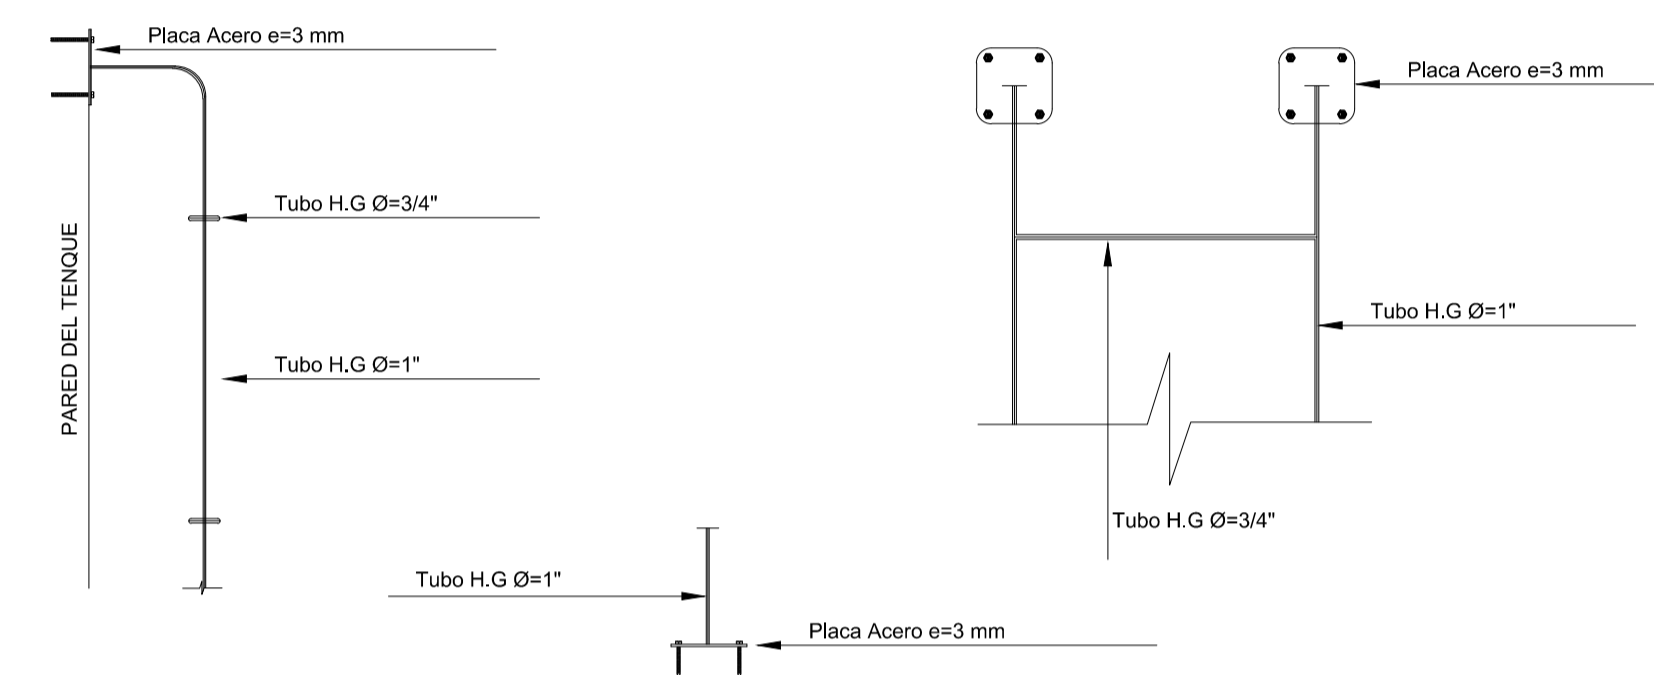 Placa Acero e=3 mm
Tubo H.G Ø=3/4"
PARED DEL TENQUE
Tubo H.G Ø=1"
Tubo H.G Ø=1"
Placa Acero e=3 mm
Placa Acero e=3 mm
Tubo H.G Ø=1"
Tubo H.G Ø=3/4"